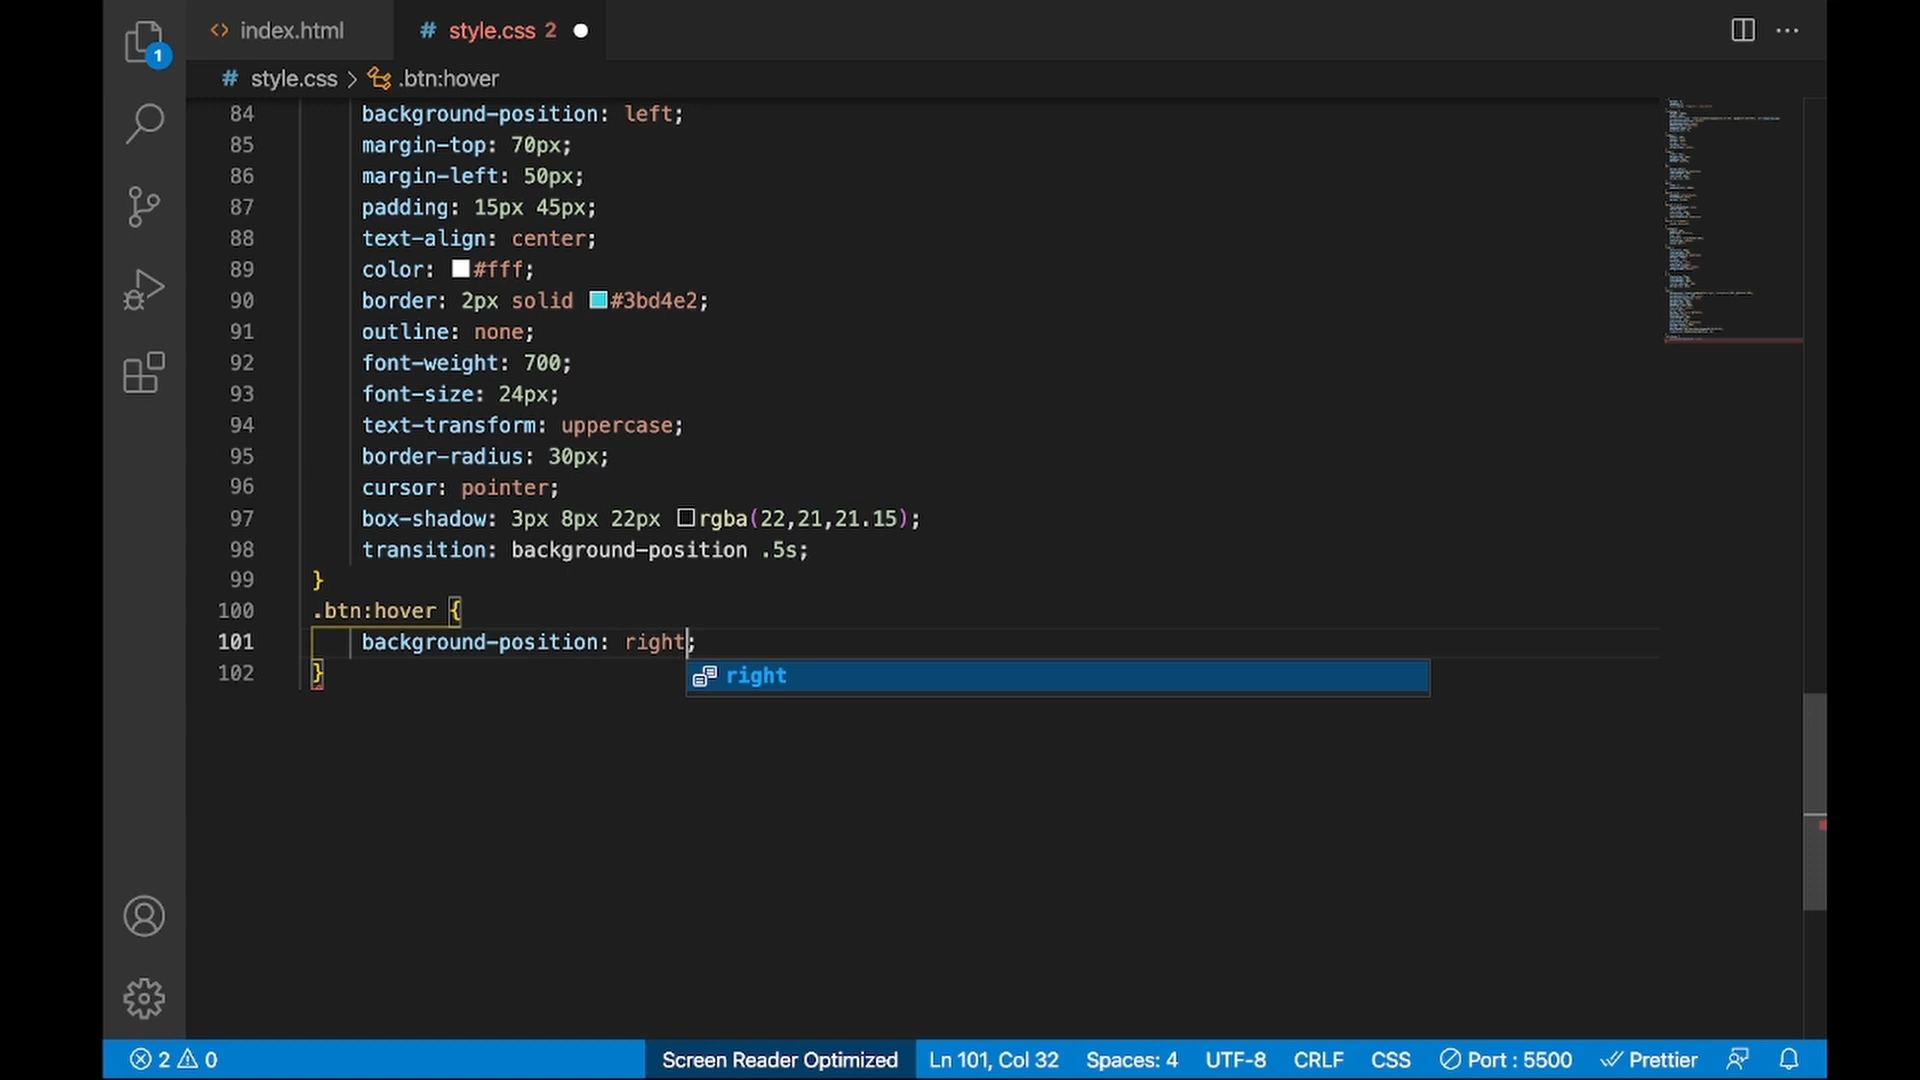 index.html
style.css 2
1
style.css > .btn:hover
84 background-position: left;
85 margin-top: 70px;
86 margin-left: 50px;
87 padding: 15px 45px;
88 text-align: center;
89 color: #fff;
90 border: 2px solid #3bd4e2;
91 outline: none;
92 font-weight: 700;
93 font-size: 24px;
94 text-transform: uppercase;
95 border-radius: 30px;
96 cursor: pointer;
97 box-shadow: 3px 8px 22px rgba(22,21,21.15);
98 transition: background-position .5s;
99 }
100 .btn:hover {
101 background-position: right;
102 }
right
2 0 Screen Reader Optimized Ln 101, Col 32 Spaces: 4 UTF-8 CRLF CSS Port : 5500 Prettier